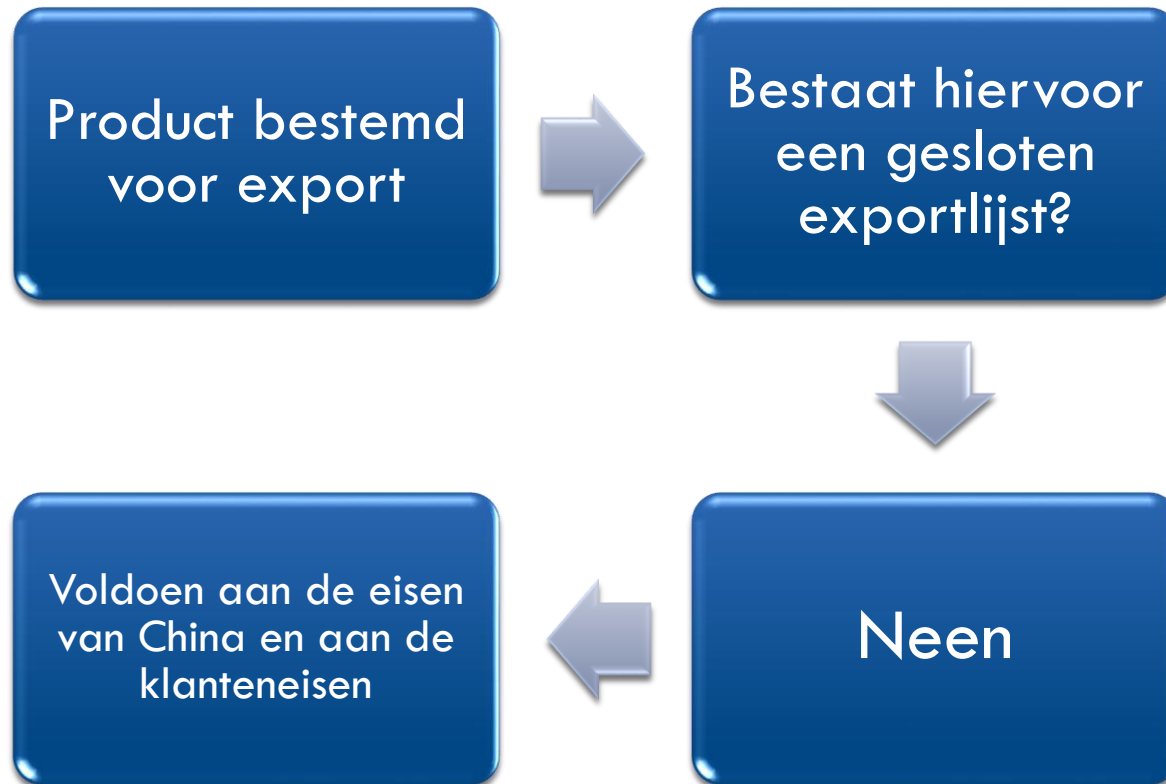 Product bestemd
voor export
Bestaat hiervoor
een gesloten
exportlijst?
Neen
Voldoen aan de eisen
van China en aan de
klanteneisen